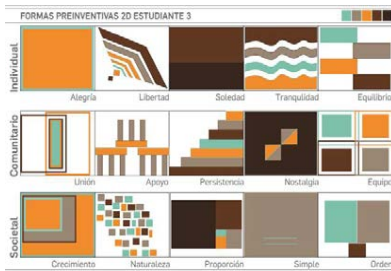 FORMAS PREINVENTIVAS 2D ESTUDIANTE 3
Individual
Alegría Libertad Soledad Tranquilidad Equilibrio
Comunitario
Unión Apoyo Persistencia Nostalgia Equipo
Societal
Crecimiento Naturaleza Proporción Simple Orden